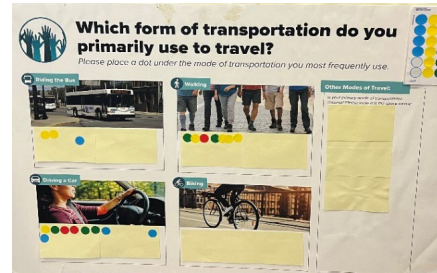 Which form of transportation do you
primarily use to travel?
Please place a dot under the mode of transportation you most frequently use.
Riding the Bus
Walking
Other Modes of Travel:
Driving a Car
Biking